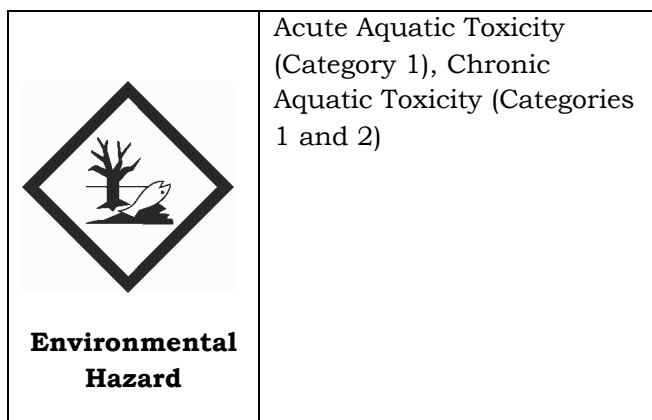 Acute Aquatic Toxicity
(Category 1), Chronic
Aquatic Toxicity (Categories
1 and 2)
Environmental
Hazard